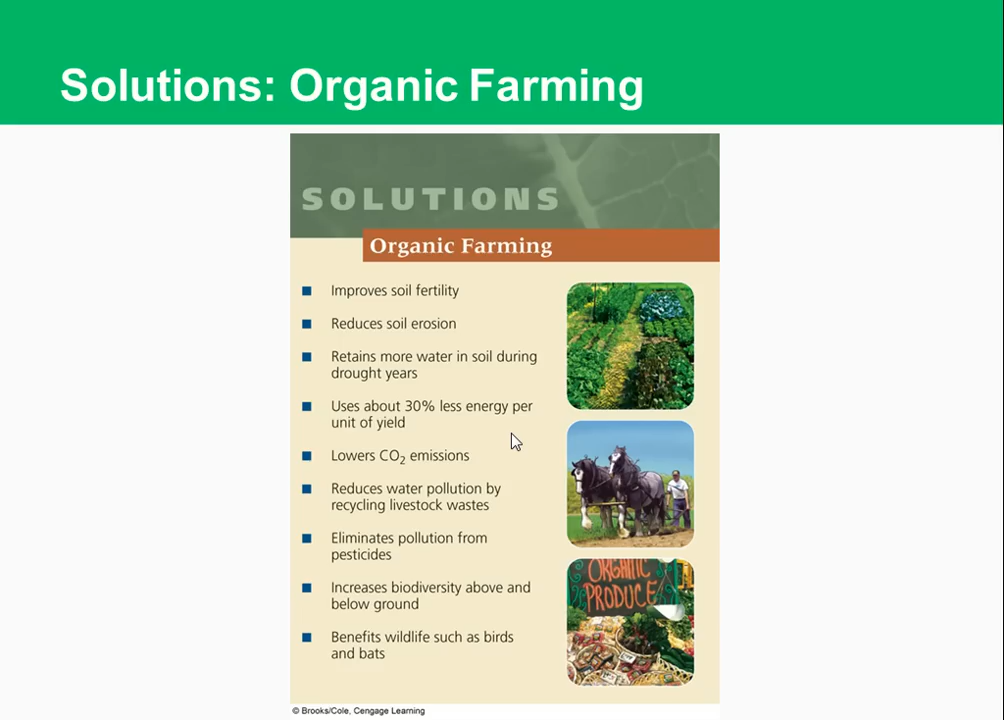 Solutions: Organic Farming
SOLUTIONS
Organic Farming
■ Improves soil fertility
■ Reduces soil erosion
■ Retains more water in soil during
drought years
■ Uses about 30% less energy per
unit of yield
■ Lowers CO₂ emissions
■ Reduces water pollution by
recycling livestock wastes
■ Eliminates pollution from
pesticides
■ Increases biodiversity above and
below ground
■ Benefits wildlife such as birds
and bats
ORGANIC
PRODUCE
© Brooks/Cole, Cengage Learning